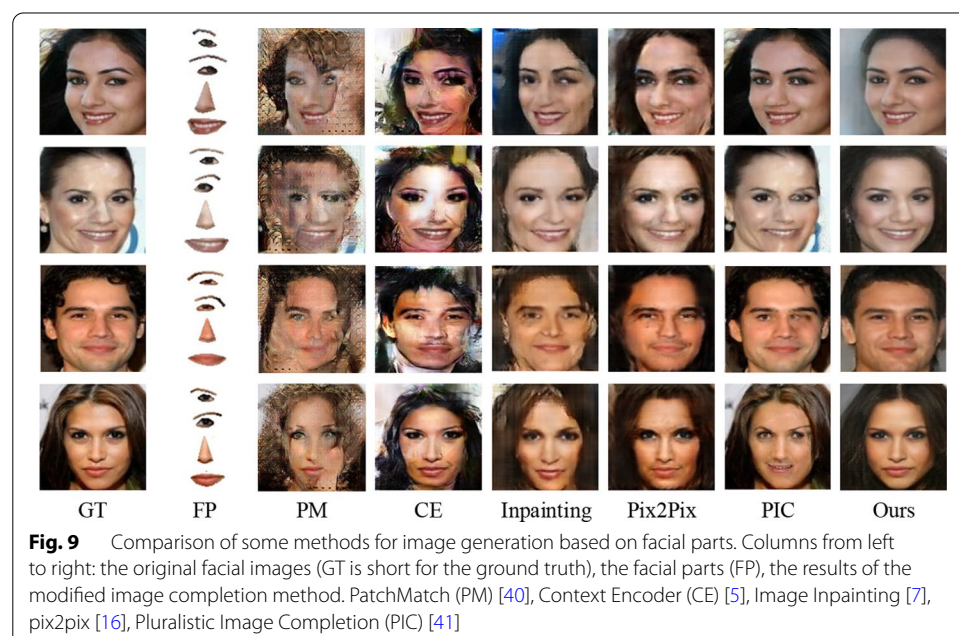 GT FP PM CE Inpainting Pix2Pix PIC Ours
Fig. 9 Comparison of some methods for image generation based on facial parts. Columns from left
to right: the original facial images (GT is short for the ground truth), the facial parts (FP), the results of the
modified image completion method. PatchMatch (PM) [40], Context Encoder (CE) [5], Image Inpainting [7],
pix2pix [16], Pluralistic Image Completion (PIC) [41]